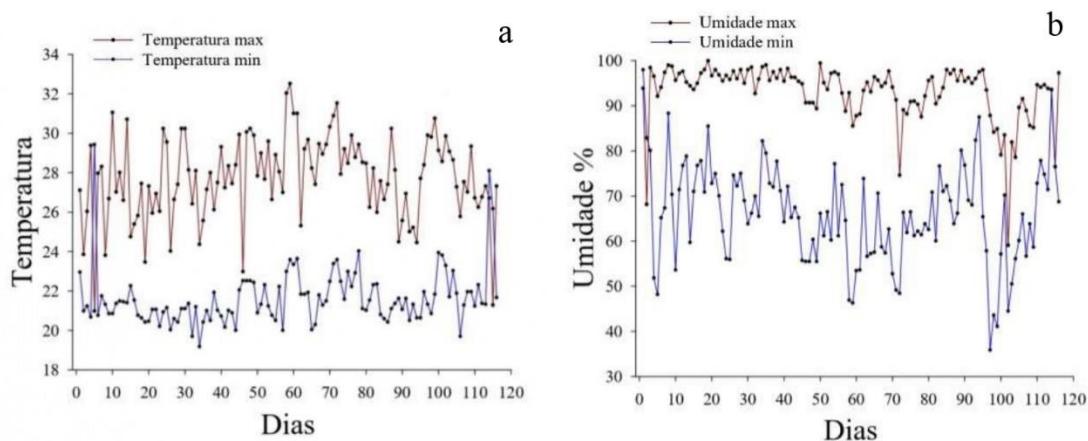 a
Temperatura max
Temperatura min
34
32
30
28
26
24
22
20
18
Temperatura
0 10 20 30 40 50 60 70 80 90 100 110 120
Dias
b
Umidade max
Umidade min
100
90
80
70
60
50
40
30
Umidade %
0 10 20 30 40 50 60 70 80 90 100 110 120
Dias